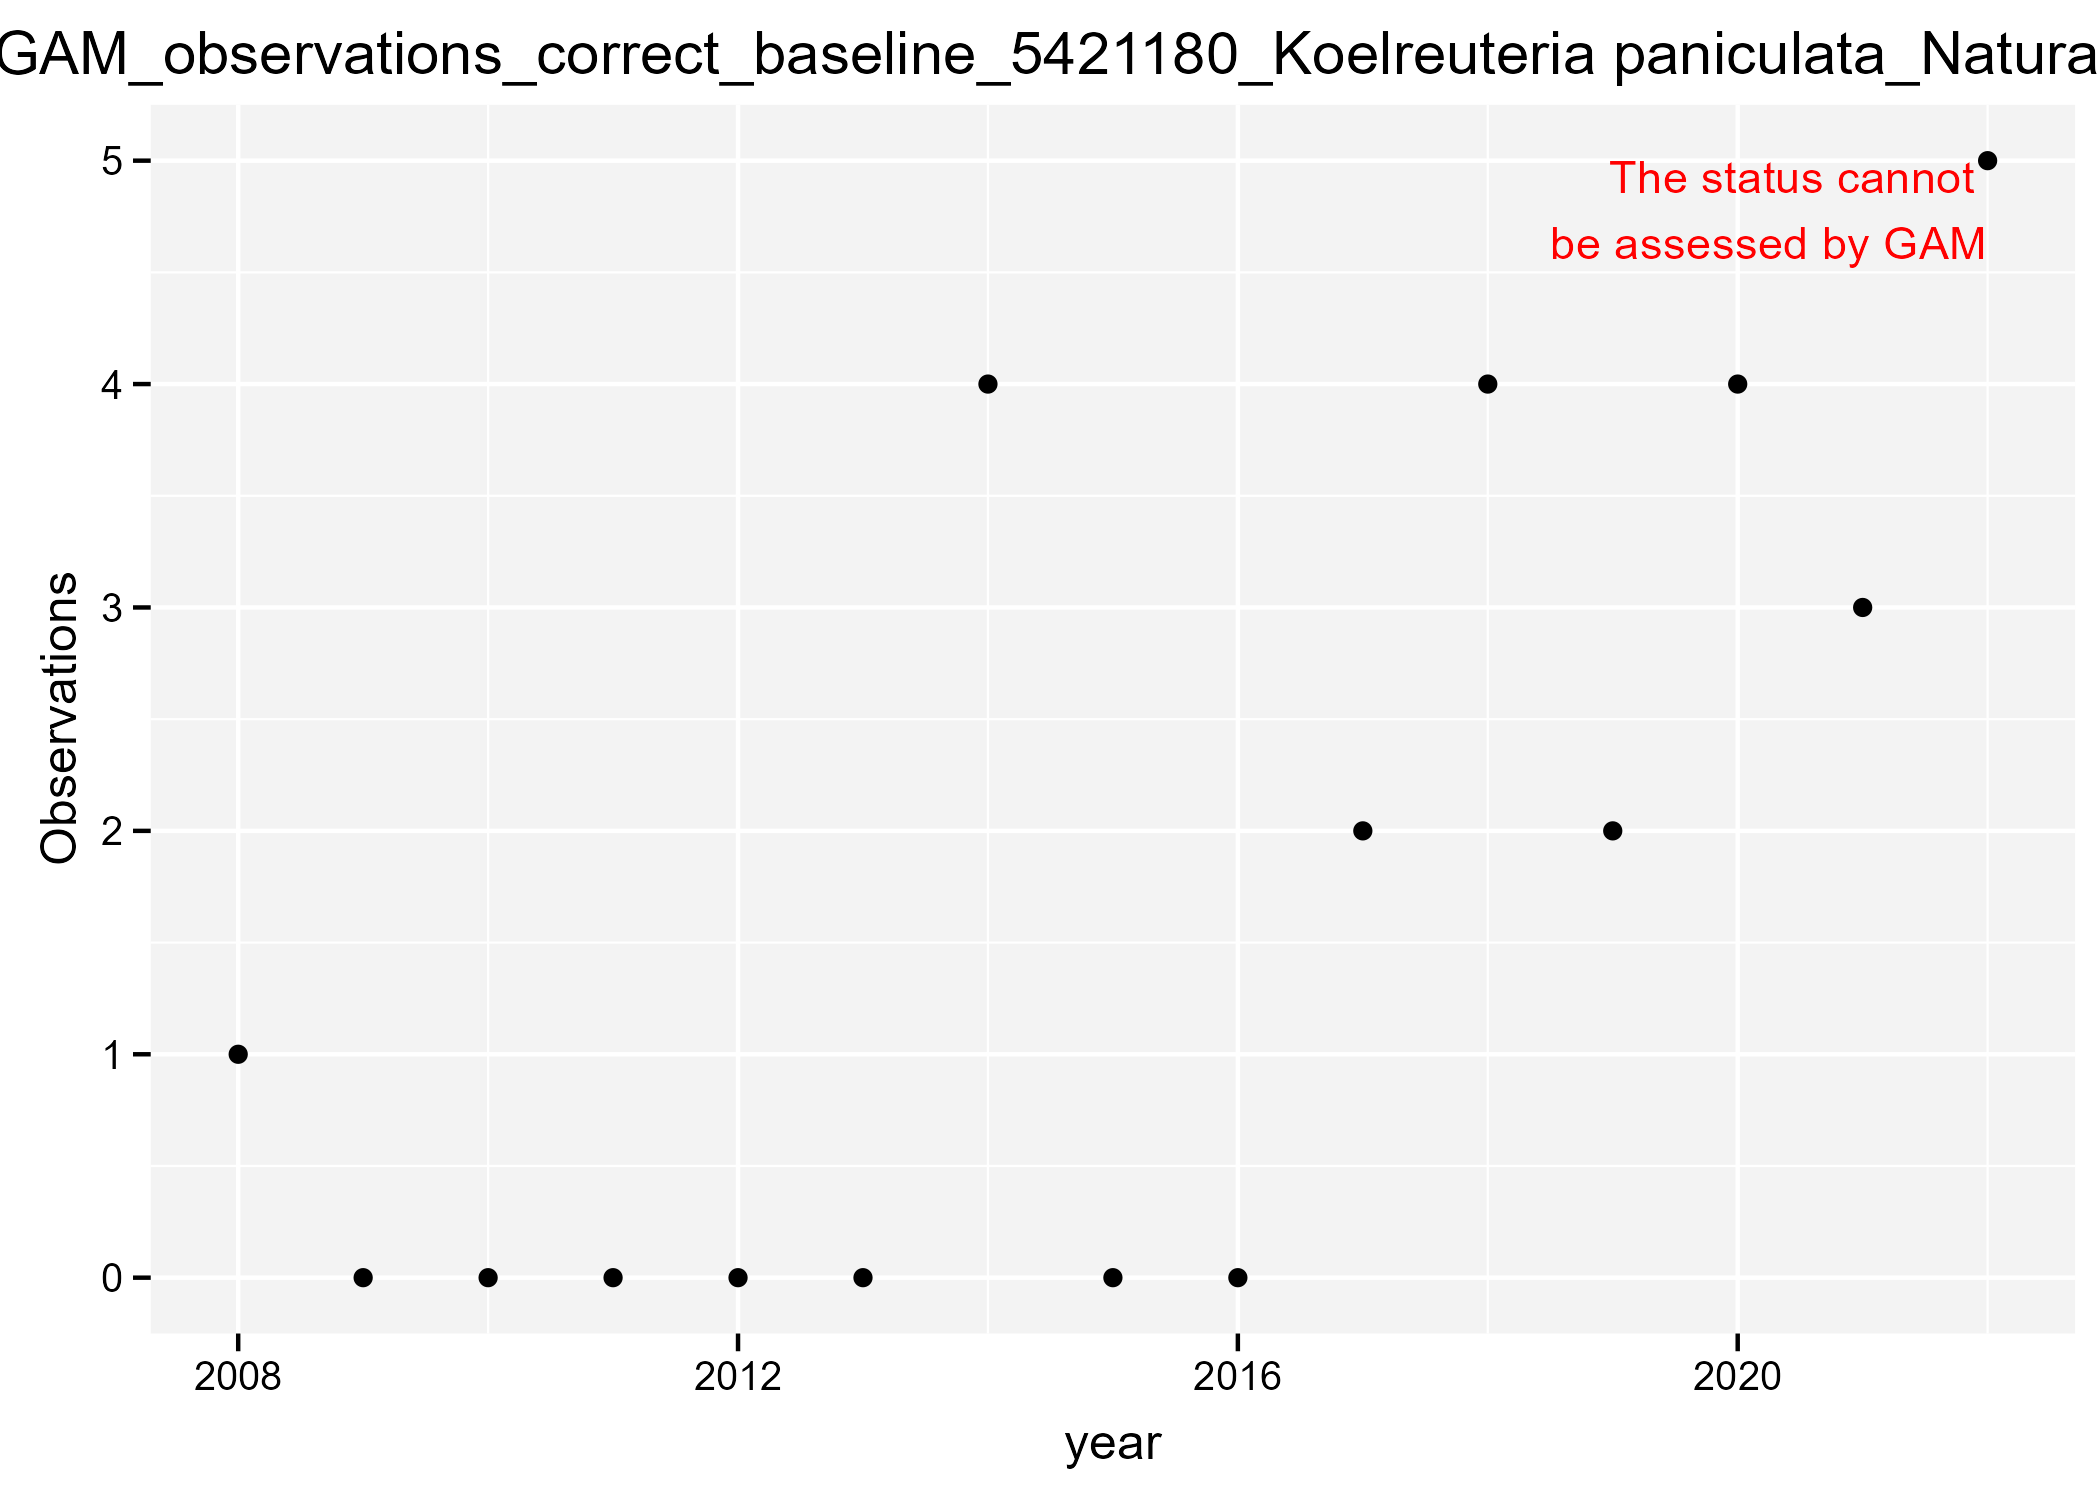 GAM_observations_correct_baseline_5421180_Koelreuteria paniculata_Natura
The status cannot
be assessed by GAM
5
4
3
2
1
0
Observations
2008 2012 2016 2020
year